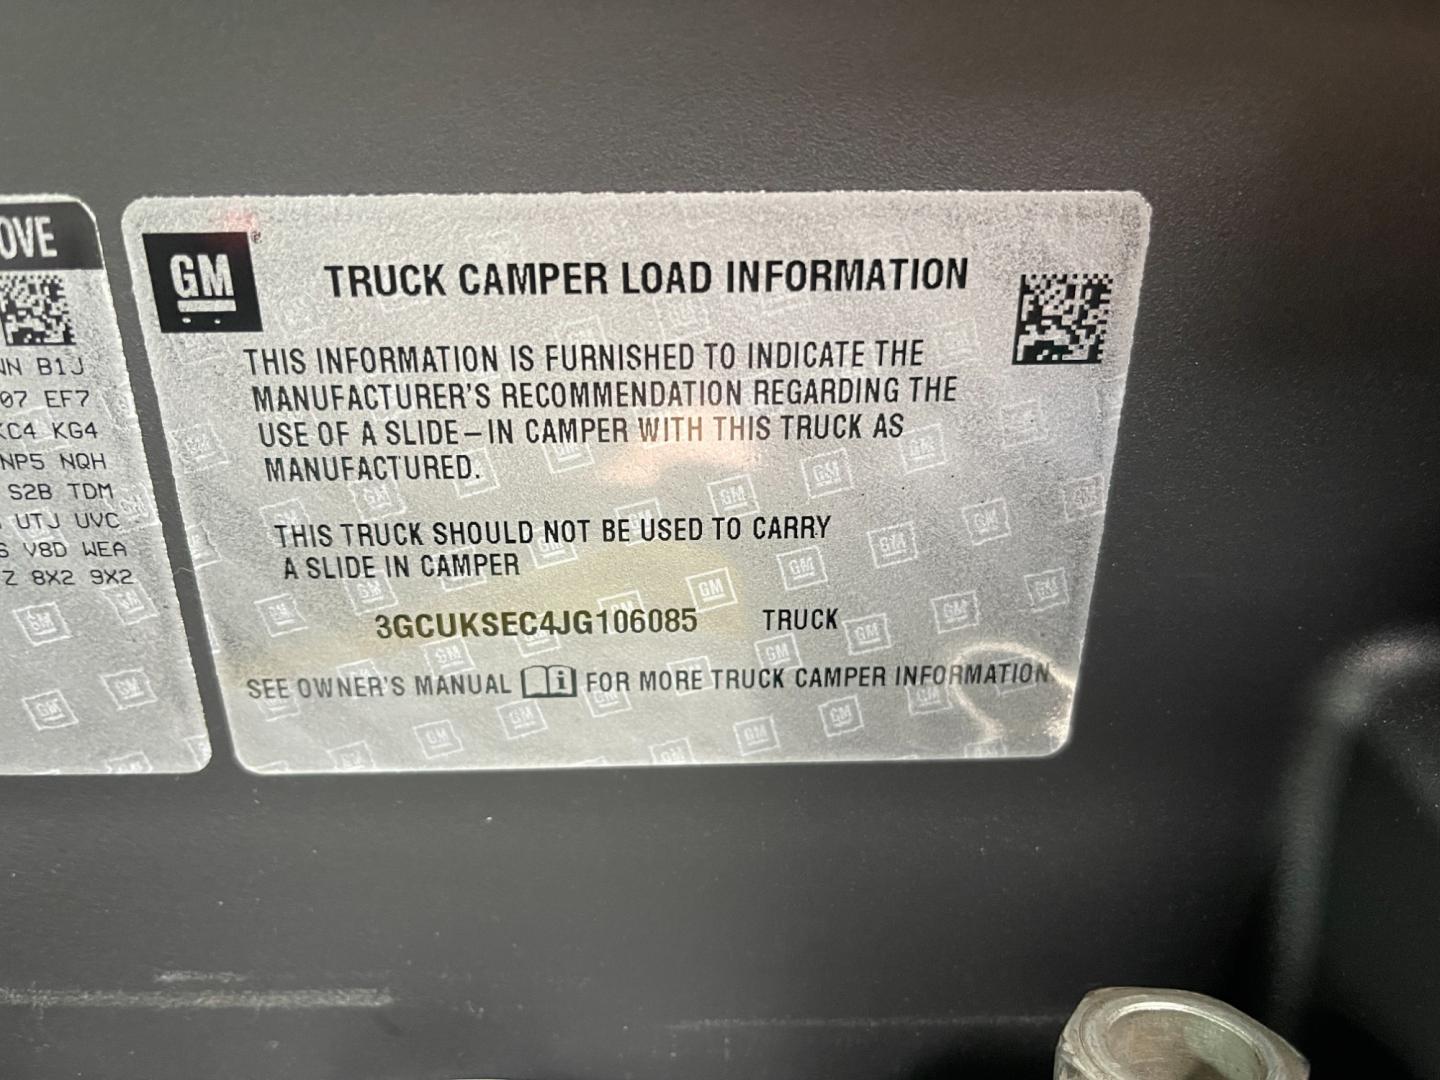 OVE
B1J
07 EF7
KG4
NP5 NQH
S2B TDM
UTJ UVC
V8D WEA
8X2 9X2
GM
TRUCK CAMPER LOAD INFORMATION
THIS INFORMATION IS FURNISHED TO INDICATE THE
MANUFACTURER'S RECOMMENDATION REGARDING THE
USE OF A SLIDE-IN CAMPER WITH THIS TRUCK AS
MANUFACTURED.
THIS TRUCK SHOULD NOT BE USED TO CARRY
A SLIDE IN CAMPER
3GCUKSEC4JG106085 TRUCK
SEE OWNER'S MANUAL i FOR MORE TRUCK CAMPER INFORMATION.